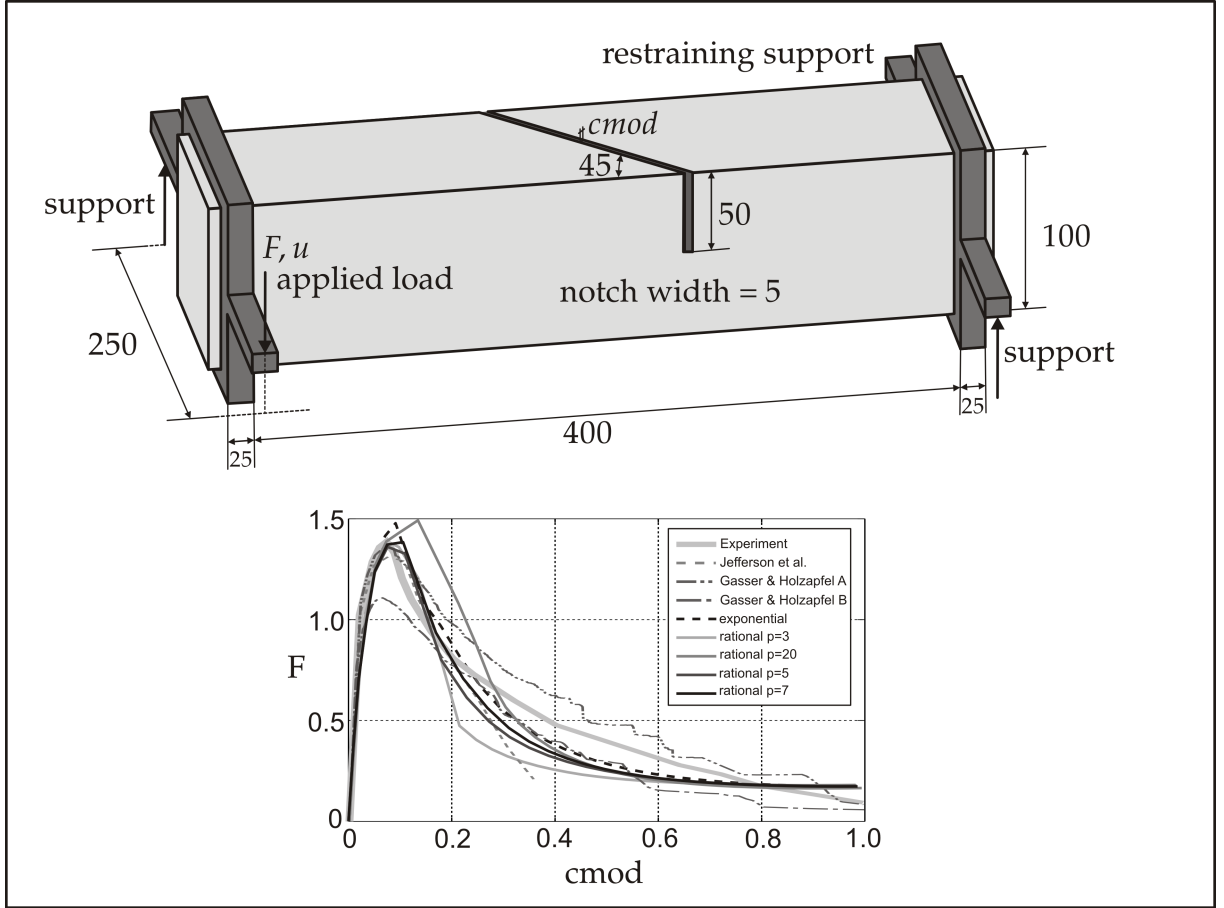 restraining support
cmod
45
support
50
F, u
applied load
100
notch width = 5
250
support
25
400
25
1.5
1.0
0.5
0
F
0 0.2 0.4 0.6 0.8 1.0
cmod
Experiment
Jefferson et al.
Gasser & Holzapfel A
Gasser & Holzapfel B
exponential
rational p=3
rational p=20
rational p=5
rational p=7